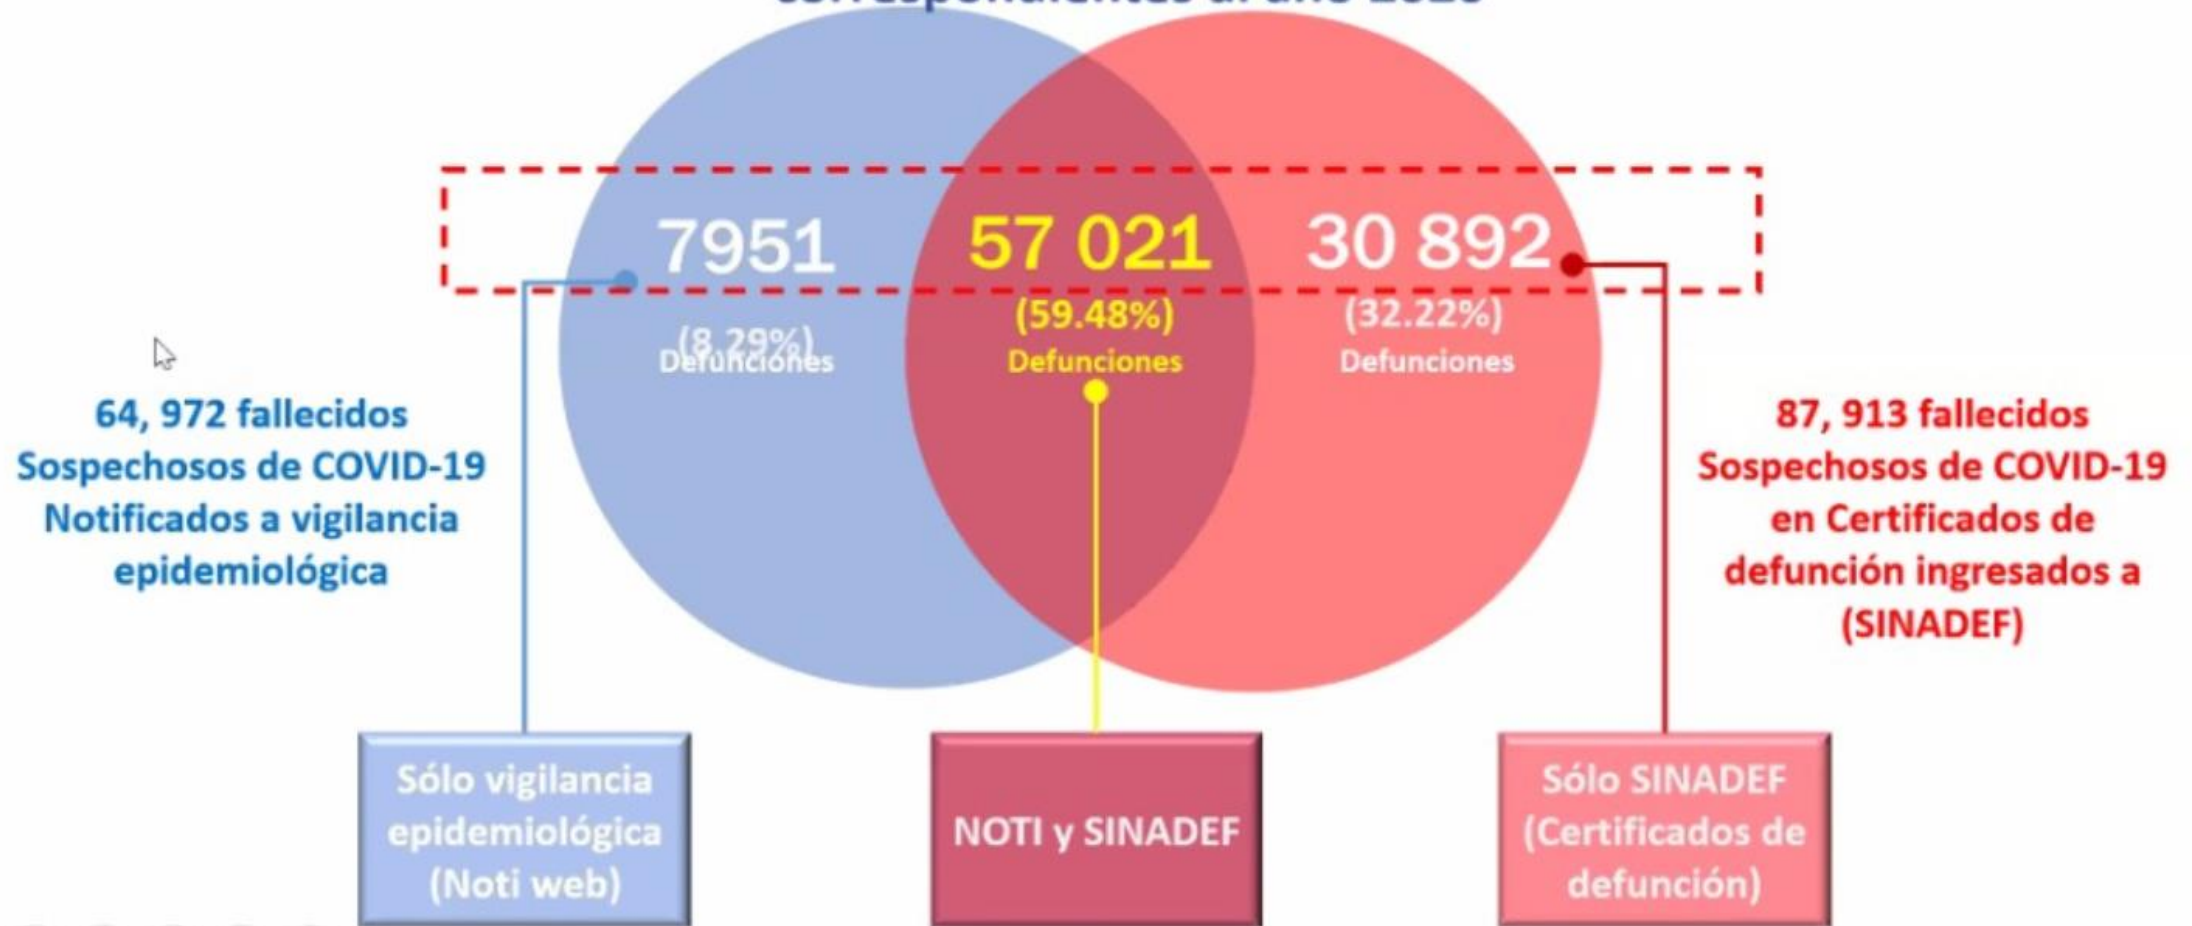 7951
57 021
30 892
(8.29%)
Defunciones
(59.48%)
Defunciones
(32.22%)
Defunciones
64, 972 fallecidos
Sospechosos de COVID-19
Notificados a vigilancia
epidemiológica
87, 913 fallecidos
Sospechosos de COVID-19
en Certificados de
defunción ingresados a
(SINADEF)
Sólo vigilancia
epidemiológica
(Noti web)
NOTI y SINADEF
Sólo SINADEF
(Certificados de
defunción)